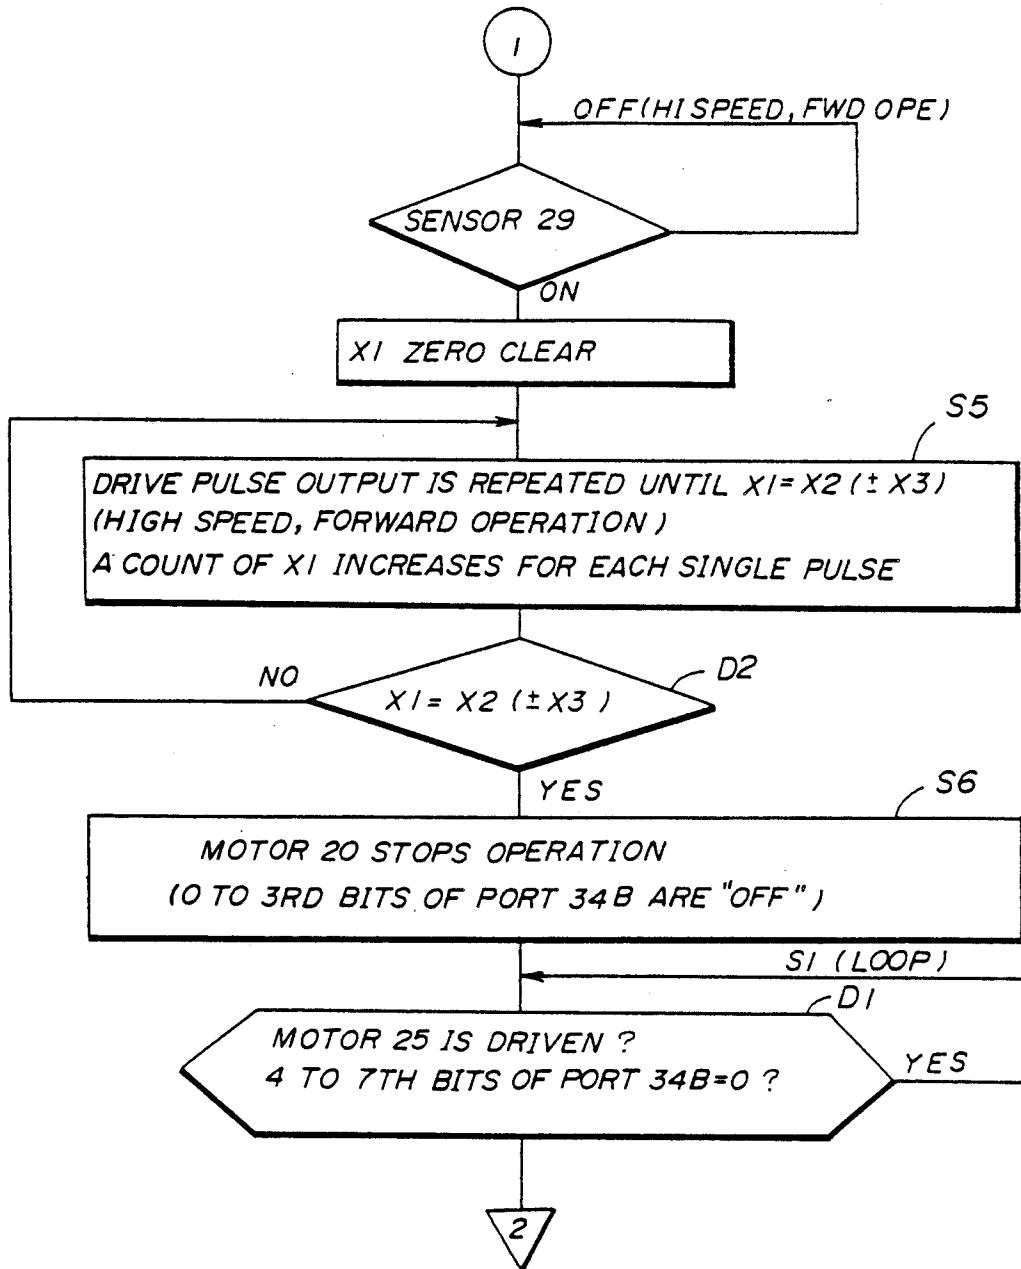 1
OFF(HI SPEED, FWD OPE)
SENSOR 29
ON
X1 ZERO CLEAR
S5
DRIVE PULSE OUTPUT IS REPEATED UNTIL X1=X2 (± X3)
(HIGH SPEED, FORWARD OPERATION)
A COUNT OF X1 INCREASES FOR EACH SINGLE PULSE
NO
D2
X1= X2 (±X3)
YES
S6
MOTOR 20 STOPS OPERATION
(0 TO 3RD BITS OF PORT 34B ARE "OFF")
S1 (LOOP)
D1
MOTOR 25 IS DRIVEN ?
4 TO 7TH BITS OF PORT 34B=0 ?
YES
2